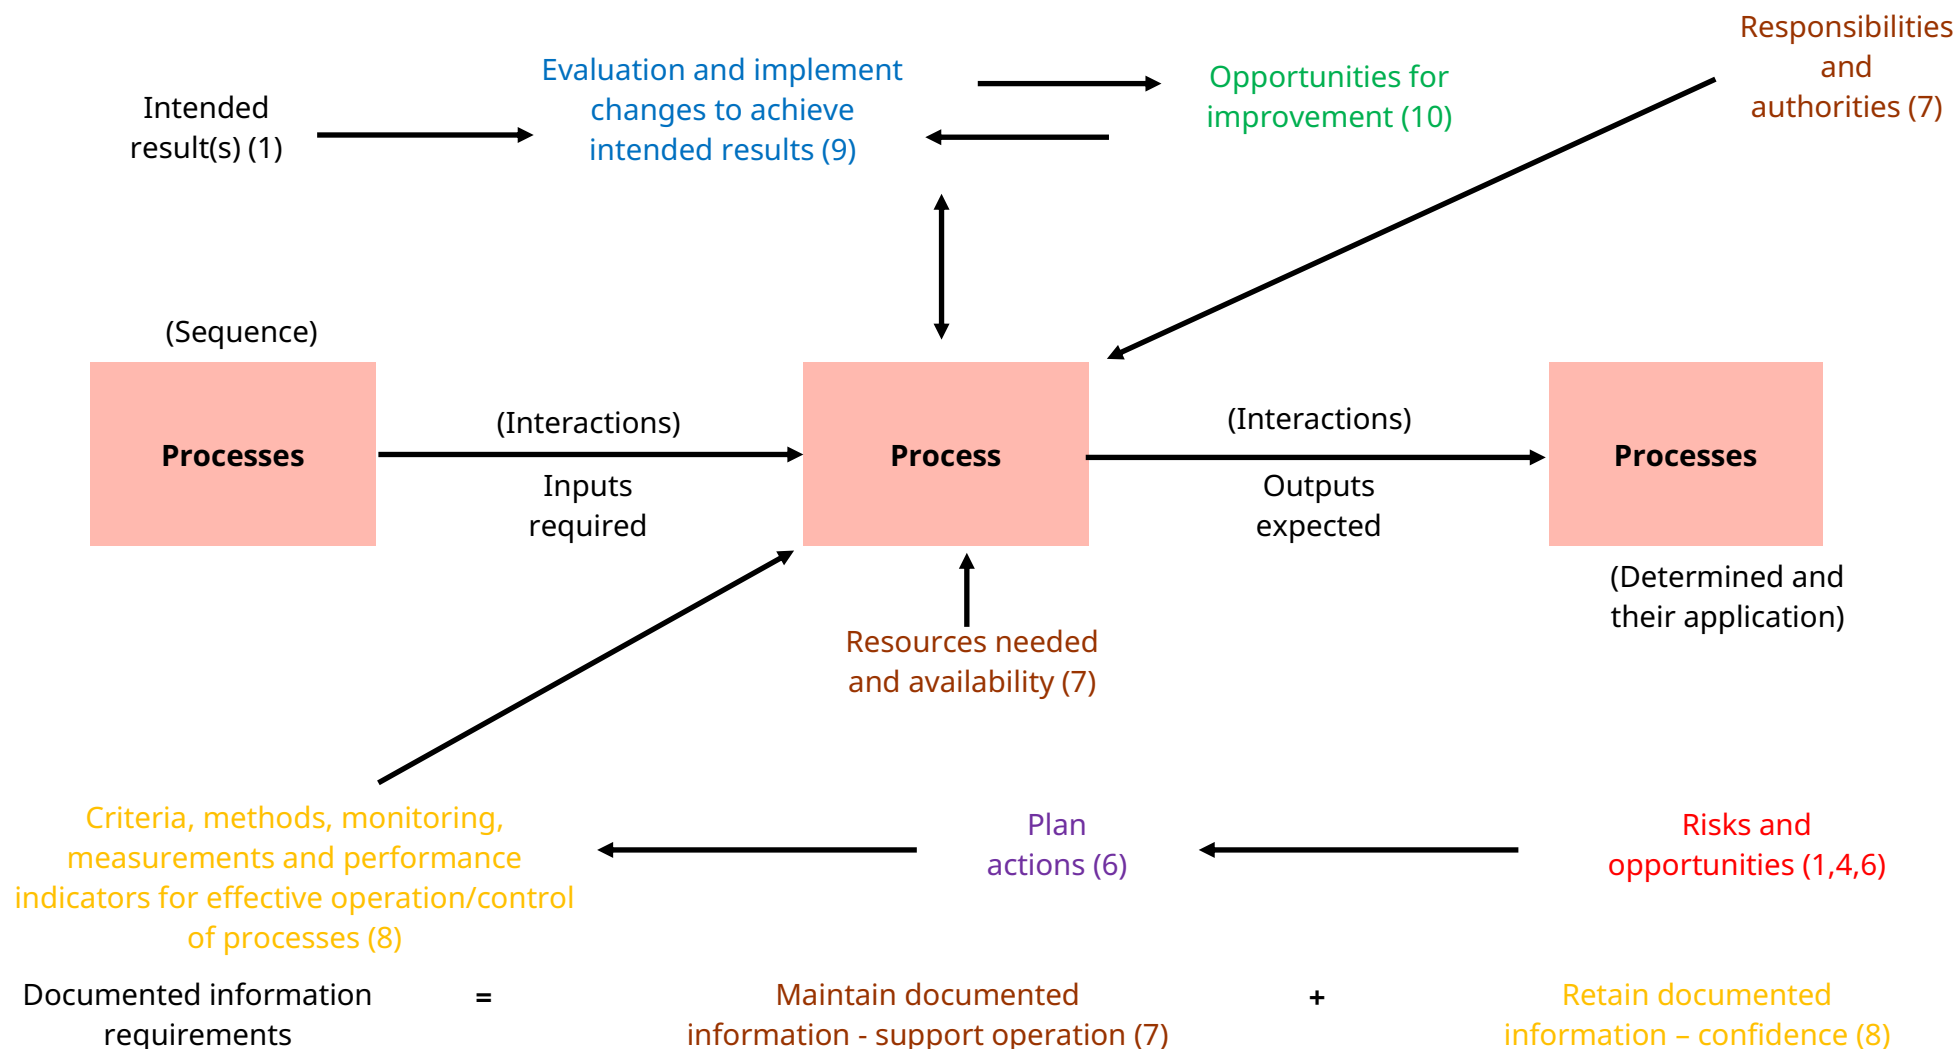 Intended
result(s) (1)
Evaluation and implement
changes to achieve
intended results (9)
Opportunities for
improvement (10)
Responsibilities
and
authorities (7)
(Sequence)
Processes
(Interactions)
Inputs
required
Process
(Interactions)
Outputs
expected
Processes
(Determined and
their application)
Resources needed
and availability (7)
Criteria, methods, monitoring,
measurements and performance
indicators for effective operation/control
of processes (8)
Plan
actions (6)
Risks and
opportunities (1,4,6)
Documented information
requirements
=
Maintain documented
information - support operation (7)
+
Retain documented
information – confidence (8)